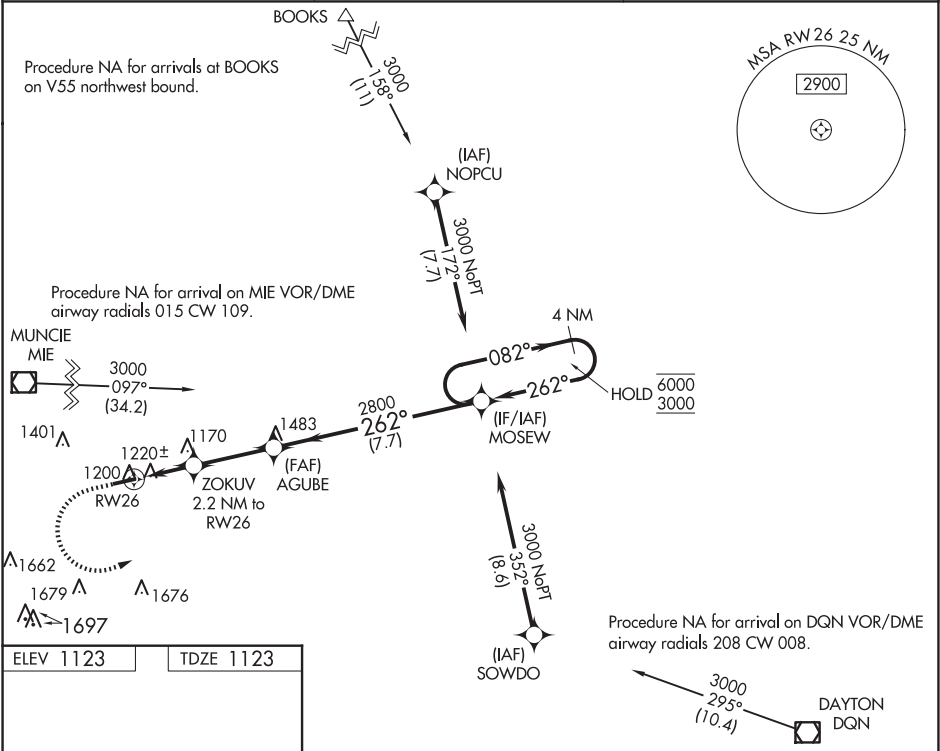 BOOKS
Procedure NA for arrivals at BOOKS
on V55 northwest bound.
3000
158°
(11)
MSA RW26 25 NM
2900
(IAF)
NOPCU
3000 NoPT
172°
(7.7)
Procedure NA for arrival on MIE VOR/DME
airway radials 015 CW 109.
MUNCIE
MIE
3000
097°
(34.2)
4 NM
082°
262°
HOLD
6000
3000
(IF/IAF)
MOSEW
2800
262°
(7.7)
1401
1483
1170
1220±
1200
RW26
ZOKUV
2.2 NM to
RW26
(FAF)
AGUBE
1662
1679
1676
1697
3000 NoPT
352°
(8.6)
(IAF)
SOWDO
Procedure NA for arrival on DQN VOR/DME
airway radials 208 CW 008.
3000
295°
(10.4)
DAYTON
DQN
ELEV 1123
TDZE 1123